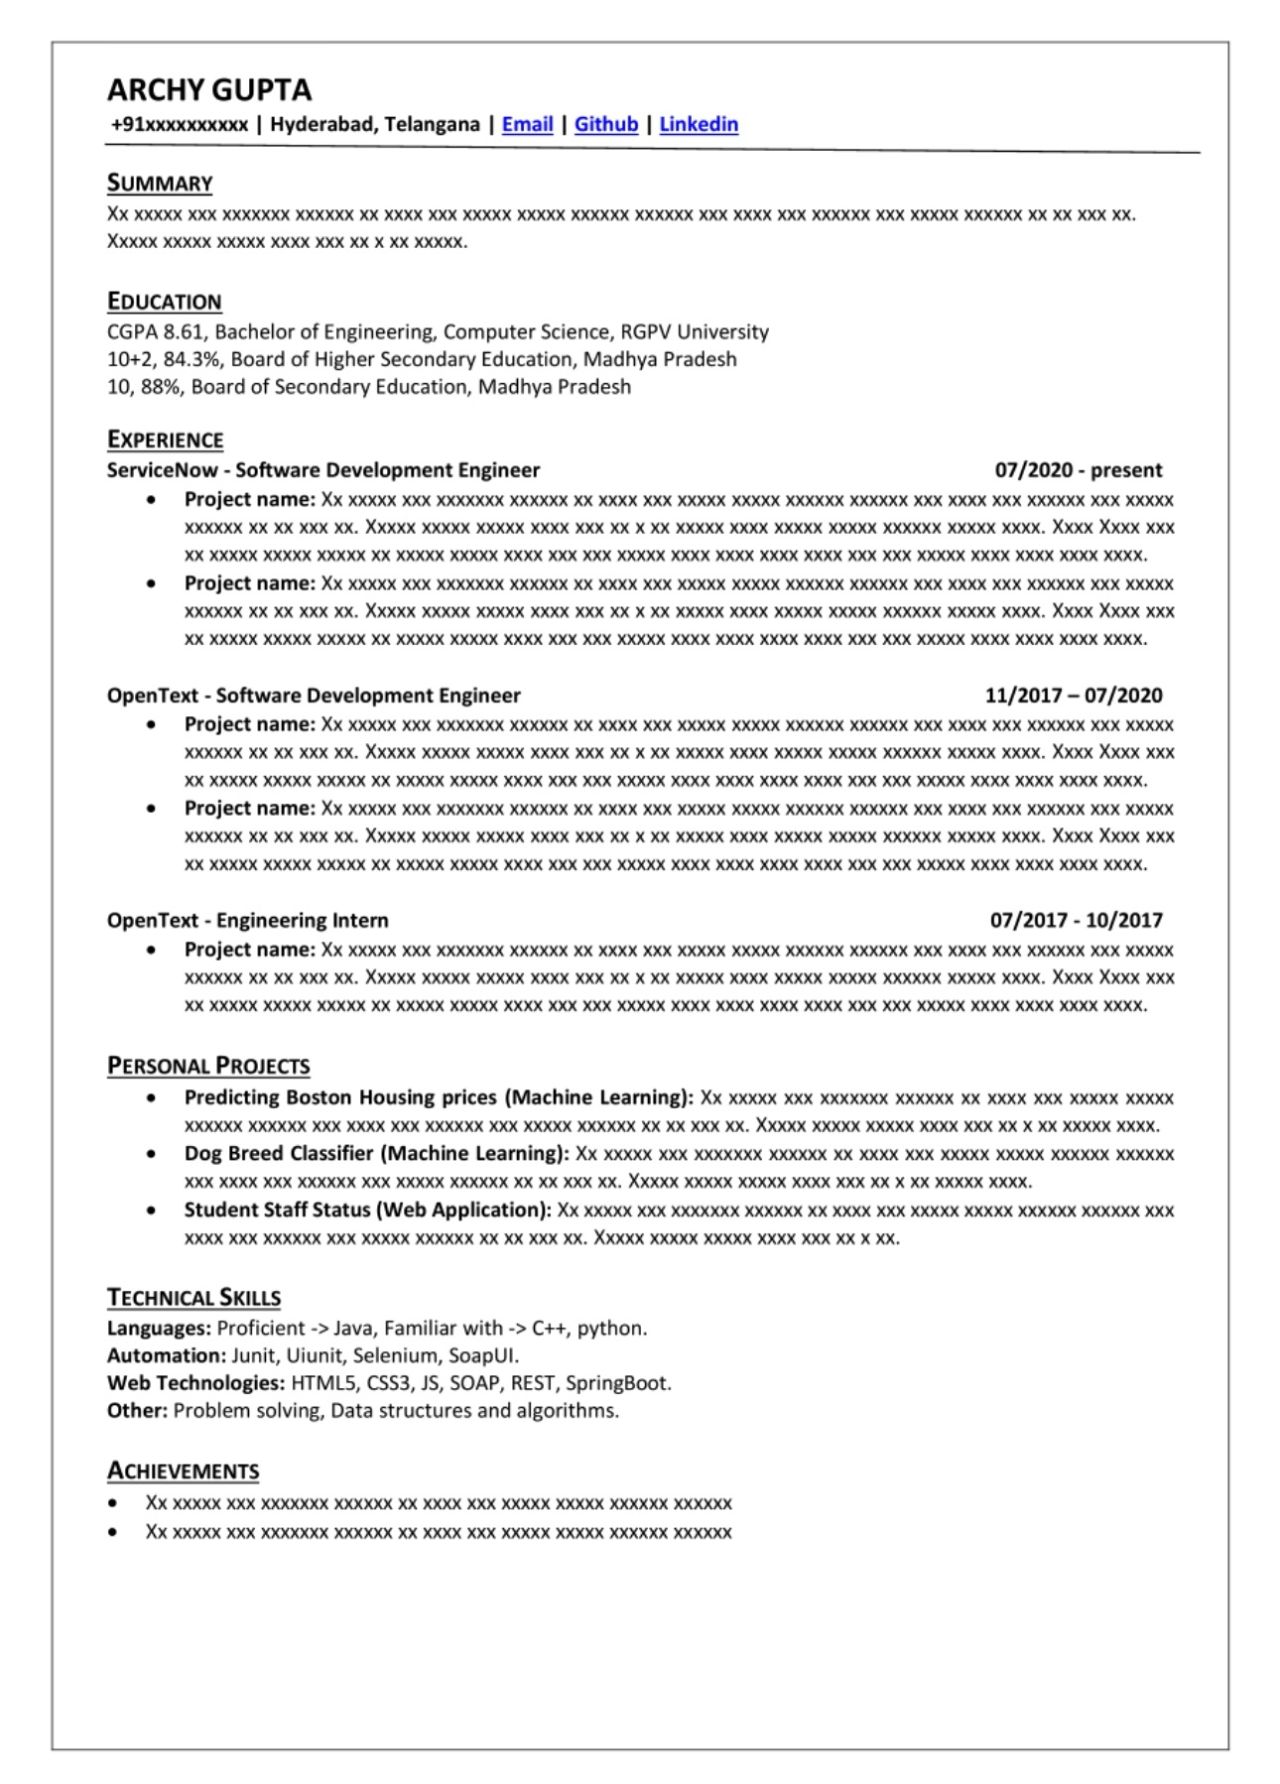 ARCHY GUPTA
+91xxxxxxxxxx | Hyderabad, Telangana | Email | Github | Linkedin
SUMMARY
Xx xxxxx xxx xxxxxxx xxxxxx xx xxxx xxx xxxxx xxxxx xxxxxx xxxxxx xxx xxxx xxx xxxxxx xxx xxxxx xxxxxx xx xx xxx xx.
Xxxxx xxxxx xxxxx xxxx xxx xx x xx xxxxx.
EDUCATION
CGPA 8.61, Bachelor of Engineering, Computer Science, RGPV University
10+2, 84.3%, Board of Higher Secondary Education, Madhya Pradesh
10, 88%, Board of Secondary Education, Madhya Pradesh
EXPERIENCE
ServiceNow - Software Development Engineer 07/2020 - present
• Project name: Xx xxxxx xxx xxxxxxx xxxxxx xx xxxx xxx xxxxx xxxxx xxxxxx xxxxxx xxx xxxx xxx xxxxxx xxx xxxxx
xxxxxx xx xx xxx xx. Xxxxx xxxxx xxxxx xxxx xxx xx x xx xxxxx xxxx xxxxx xxxxx xxxxxx xxxxx xxxx. Xxxx Xxxx xxx
xx xxxxx xxxxx xxxxx xx xxxxx xxxxx xxxx xxx xxx xxxxx xxxx xxxx xxxx xxxx xxx xxx xxxxx xxxx xxxx xxxx xxxx.
• Project name: Xx xxxxx xxx xxxxxxx xxxxxx xx xxxx xxx xxxxx xxxxx xxxxxx xxxxxx xxx xxxx xxx xxxxxx xxx xxxxx
xxxxxx xx xx xxx xx. Xxxxx xxxxx xxxxx xxxx xxx xx x xx xxxxx xxxx xxxxx xxxxx xxxxxx xxxxx xxxx. Xxxx Xxxx xxx
xx xxxxx xxxxx xxxxx xx xxxxx xxxxx xxxx xxx xxx xxxxx xxxx xxxx xxxx xxxx xxx xxx xxxxx xxxx xxxx xxxx xxxx.
OpenText - Software Development Engineer 11/2017 – 07/2020
• Project name: Xx xxxxx xxx xxxxxxx xxxxxx xx xxxx xxx xxxxx xxxxx xxxxxx xxxxxx xxx xxxx xxx xxxxxx xxx xxxxx
xxxxxx xx xx xxx xx. Xxxxx xxxxx xxxxx xxxx xxx xx x xx xxxxx xxxx xxxxx xxxxx xxxxxx xxxxx xxxx. Xxxx Xxxx xxx
xx xxxxx xxxxx xxxxx xx xxxxx xxxxx xxxx xxx xxx xxxxx xxxx xxxx xxxx xxxx xxx xxx xxxxx xxxx xxxx xxxx xxxx.
• Project name: Xx xxxxx xxx xxxxxxx xxxxxx xx xxxx xxx xxxxx xxxxx xxxxxx xxxxxx xxx xxxx xxx xxxxxx xxx xxxxx
xxxxxx xx xx xxx xx. Xxxxx xxxxx xxxxx xxxx xxx xx x xx xxxxx xxxx xxxxx xxxxx xxxxxx xxxxx xxxx. Xxxx Xxxx xxx
xx xxxxx xxxxx xxxxx xx xxxxx xxxxx xxxx xxx xxx xxxxx xxxx xxxx xxxx xxxx xxx xxx xxxxx xxxx xxxx xxxx xxxx.
OpenText - Engineering Intern 07/2017 - 10/2017
• Project name: Xx xxxxx xxx xxxxxxx xxxxxx xx xxxx xxx xxxxx xxxxx xxxxxx xxxxxx xxx xxxx xxx xxxxxx xxx xxxxx
xxxxxx xx xx xxx xx. Xxxxx xxxxx xxxxx xxxx xxx xx x xx xxxxx xxxx xxxxx xxxxx xxxxxx xxxxx xxxx. Xxxx Xxxx xxx
xx xxxxx xxxxx xxxxx xx xxxxx xxxxx xxxx xxx xxx xxxxx xxxx xxxx xxxx xxxx xxx xxx xxxxx xxxx xxxx xxxx xxxx.
PERSONAL PROJECTS
• Predicting Boston Housing prices (Machine Learning): Xx xxxxx xxx xxxxxxx xxxxxx xx xxxx xxx xxxxx xxxxx
xxxxxx xxxxxx xxx xxxx xxx xxxxxx xxx xxxxx xxxxxx xx xx xxx xx. Xxxxx xxxxx xxxxx xxxx xxx xx x xx xxxxx xxxx.
• Dog Breed Classifier (Machine Learning): Xx xxxxx xxx xxxxxxx xxxxxx xx xxxx xxx xxxxx xxxxx xxxxxx xxxxxx
xxx xxxx xxx xxxxxx xxx xxxxx xxxxxx xx xx xxx xx. Xxxxx xxxxx xxxxx xxxx xxx xx x xx xxxxx xxxx.
• Student Staff Status (Web Application): Xx xxxxx xxx xxxxxxx xxxxxx xx xxxx xxx xxxxx xxxxx xxxxxx xxxxxx xxx
xxxx xxx xxxxxx xxx xxxxx xxxxxx xx xx xxx xx. Xxxxx xxxxx xxxxx xxxx xxx xx x xx.
TECHNICAL SKILLS
Languages: Proficient -> Java, Familiar with -> C++, python.
Automation: Junit, Uiunit, Selenium, SoapUI.
Web Technologies: HTML5, CSS3, JS, SOAP, REST, SpringBoot.
Other: Problem solving, Data structures and algorithms.
ACHIEVEMENTS
• Xx xxxxx xxx xxxxxxx xxxxxx xx xxxx xxx xxxxx xxxxx xxxxxx xxxxxx
• Xx xxxxx xxx xxxxxxx xxxxxx xx xxxx xxx xxxxx xxxxx xxxxxx xxxxxx